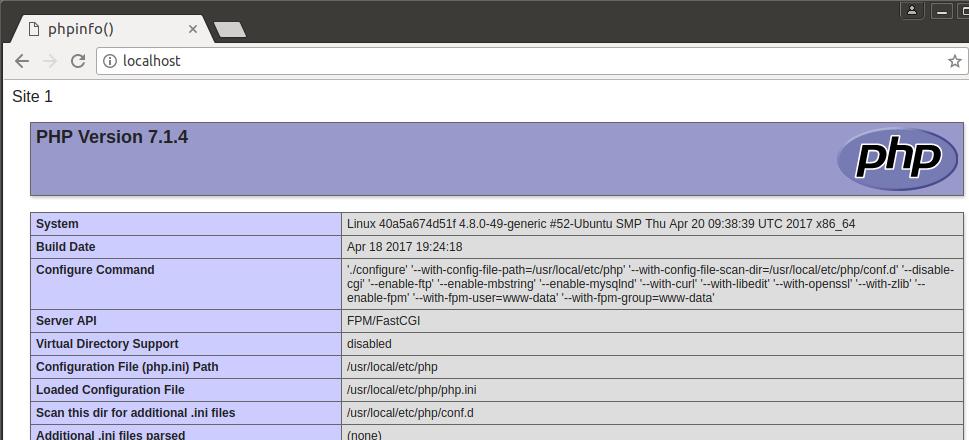 phpinfo()
localhost
Site 1
PHP Version 7.1.4
php
System Linux 40a5a674d51f 4.8.0-49-generic #52-Ubuntu SMP Thu Apr 20 09:38:39 UTC 2017 x86_64
Build Date Apr 18 2017 19:24:18
Configure Command './configure' '--with-config-file-path=/usr/local/etc/php' '--with-config-file-scan-dir=/usr/local/etc/php/conf.d' '--disable-
cgi' '--enable-ftp' '--enable-mbstring' '--enable-mysqlnd' '--with-curl' '--with-libedit' '--with-openssl' '--with-zlib' '--
enable-fpm' '--with-fpm-user=www-data' '--with-fpm-group=www-data'
Server API FPM/FastCGI
Virtual Directory Support disabled
Configuration File (php.ini) Path /usr/local/etc/php
Loaded Configuration File /usr/local/etc/php/php.ini
Scan this dir for additional .ini files /usr/local/etc/php/conf.d
Additional .ini files parsed (none)